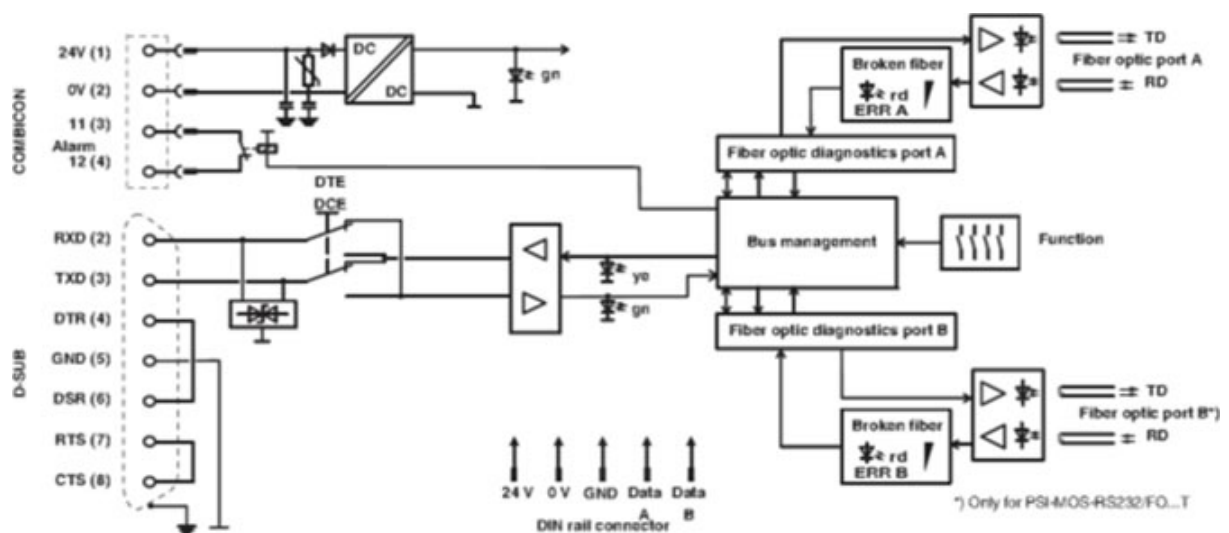 COMBICON
24V (1)
0V (2)
11 (3)
Alarm
12 (4)
DC
DC
gn
DTE
DCE
D-SUB
RXD (2)
TXD (3)
DTR (4)
GND (5)
DSR (6)
RTS (7)
CTS (8)
ye
gn
24 V
0 V
GND
Data A
Data B
DIN rail connector
Broken fiber
rd
ERR A
TD
Fiber optic port A
RD
Fiber optic diagnostics port A
Bus management
Function
Fiber optic diagnostics port B
Broken fiber
rd
ERR B
TD
Fiber optic port B*)
RD
*) Only for PSI-MOS-RS232/FO...T